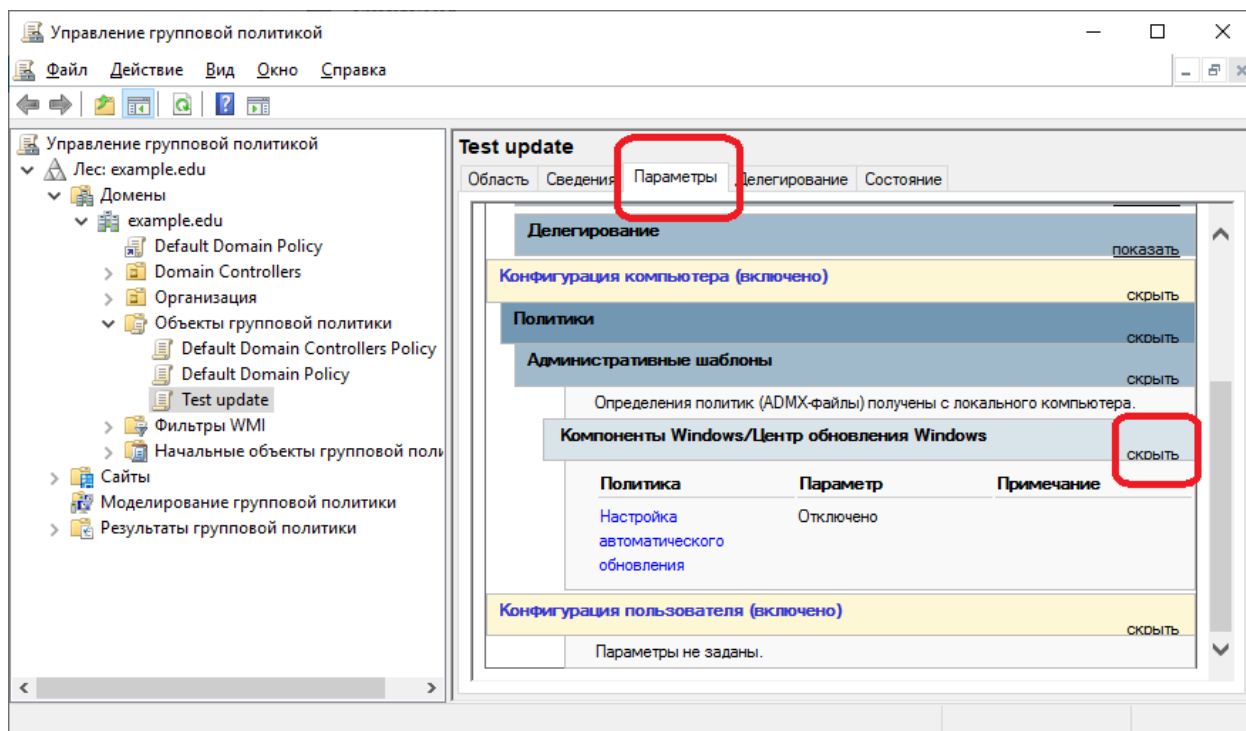 Управление групповой политикой
Файл Действие Вид Окно Справка
Управление групповой политикой
Лес: example.edu
Домены
example.edu
Default Domain Policy
Domain Controllers
Организация
Объекты групповой политики
Default Domain Controllers Policy
Default Domain Policy
Test update
Фильтры WMI
Начальные объекты групповой поли
Сайты
Моделирование групповой политики
Результаты групповой политики
Test update
Область Сведения Параметры Делегирование Состояние
Делегирование
показать
Конфигурация компьютера (включено)
скрыть
Политики
скрыть
Административные шаблоны
скрыть
Определения политик (ADMX-файлы) получены с локального компьютера.
Компоненты Windows/Центр обновления Windows
скрыть
Политика Параметр Примечание
Настройка Отключено
автоматического
обновления
Конфигурация пользователя (включено)
скрыть
Параметры не заданы.